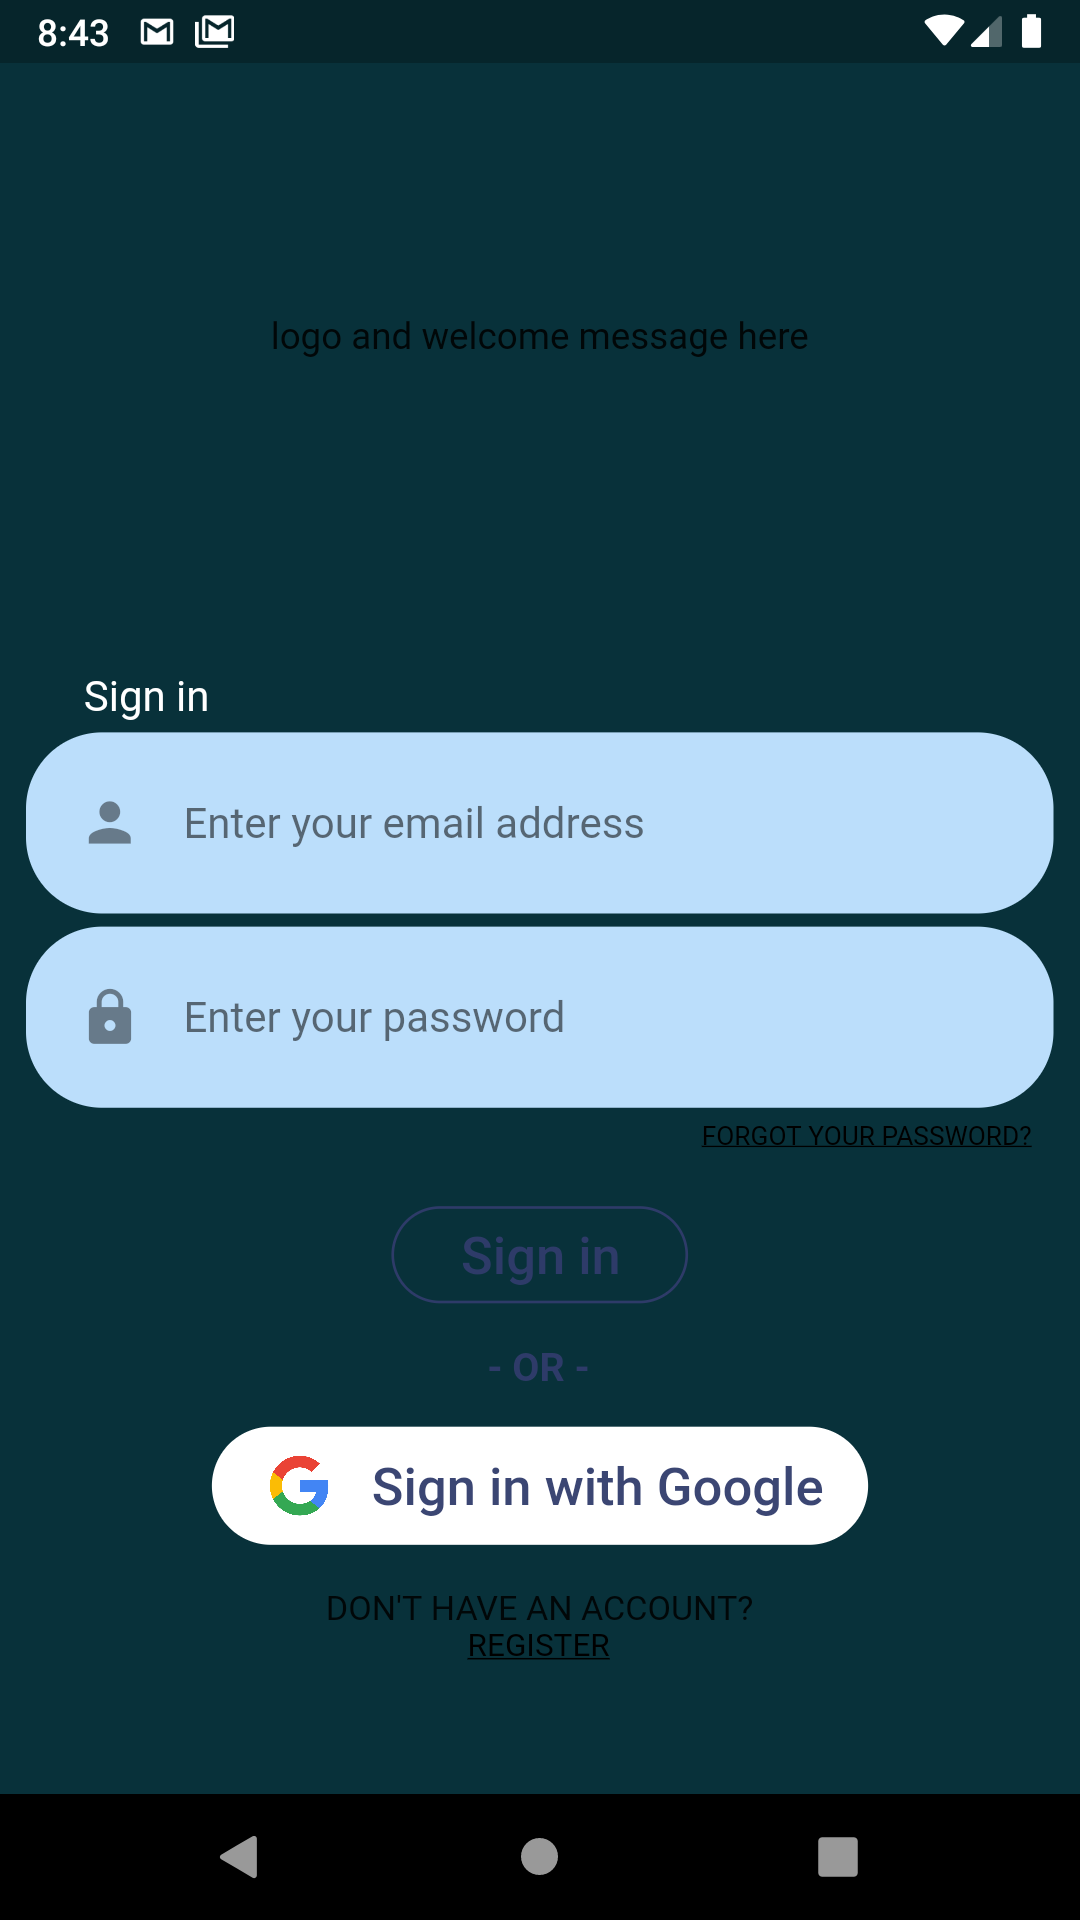 8:43
logo and welcome message here
Sign in
Enter your email address
Enter your password
FORGOT YOUR PASSWORD?
Sign in
- OR -
Sign in with Google
DON'T HAVE AN ACCOUNT?
REGISTER